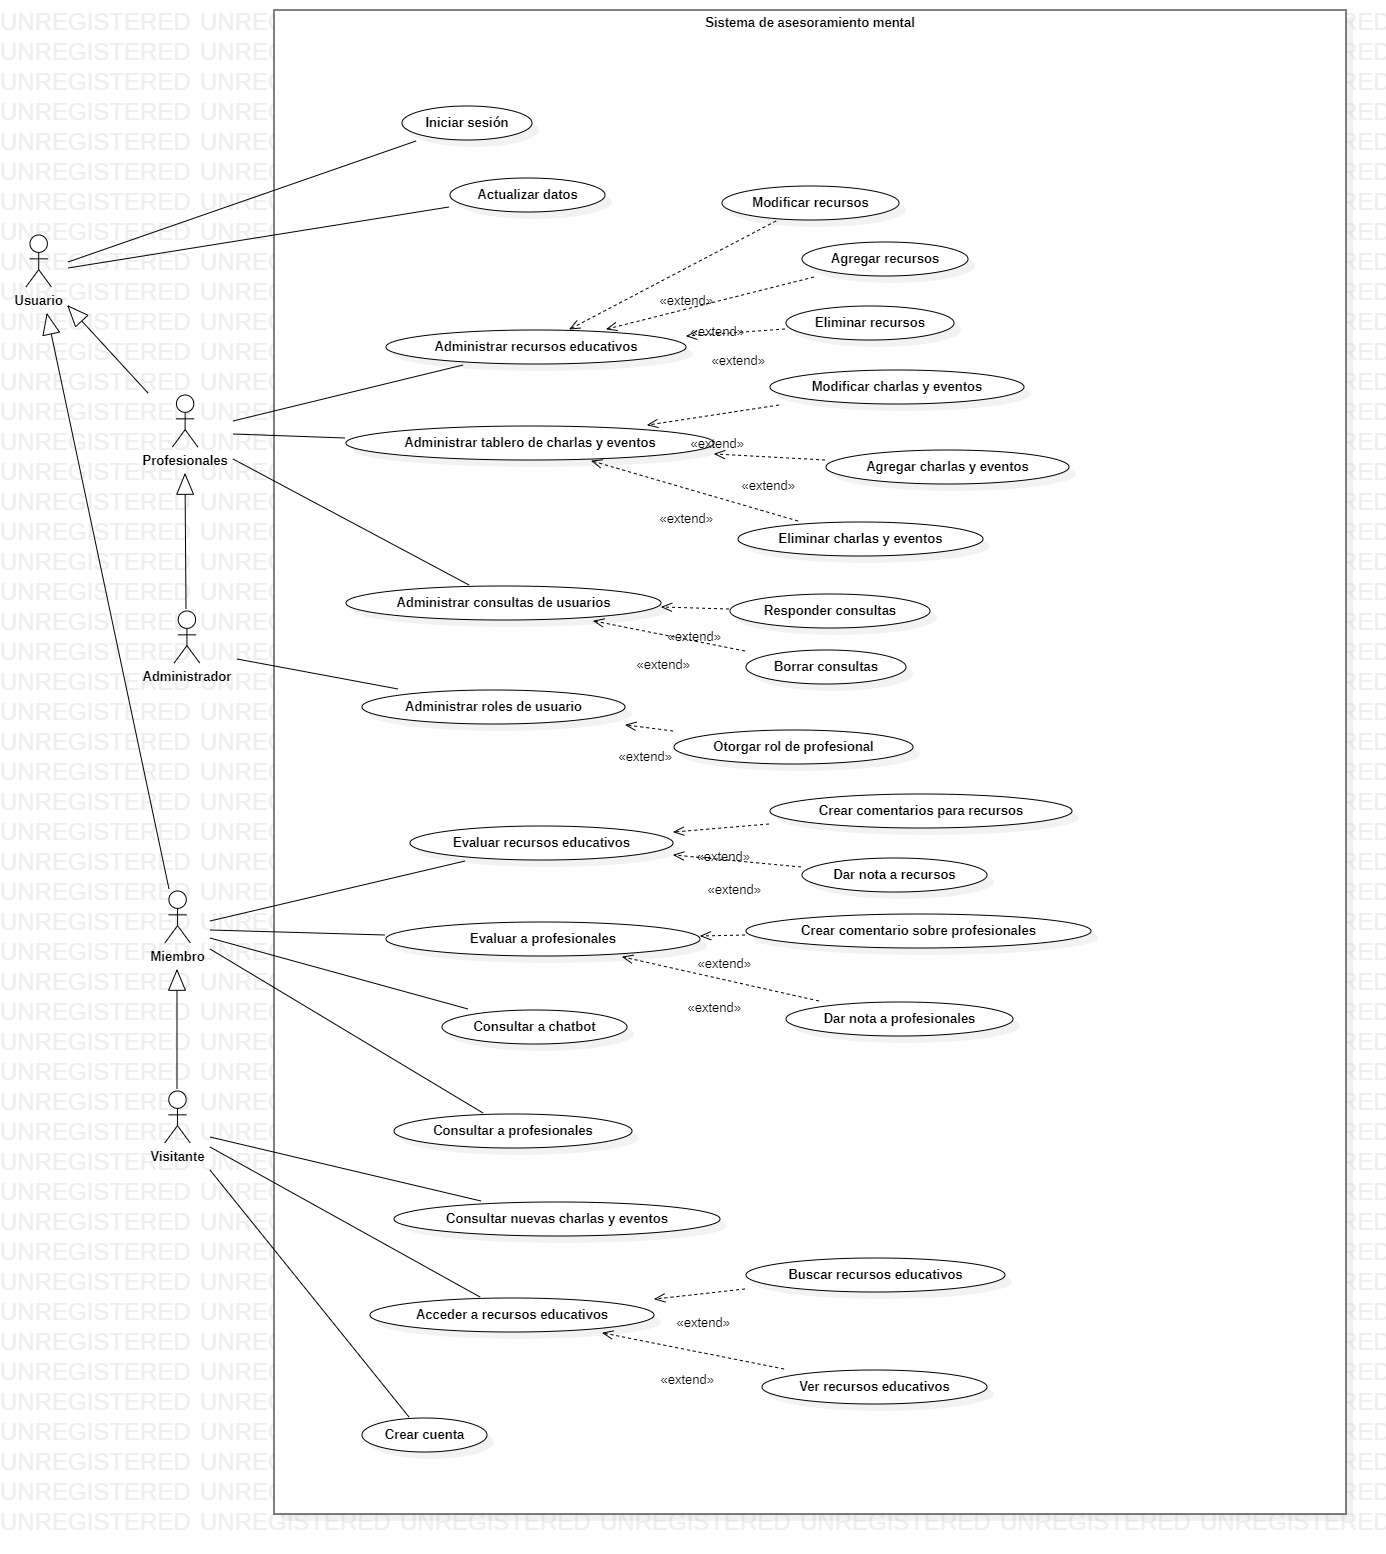 Sistema de asesoramiento mental
Iniciar sesión
Actualizar datos
Modificar recursos
Agregar recursos
Usuario
«extend»
Eliminar recursos
«extend»
Administrar recursos educativos
«extend»
Modificar charlas y eventos
Administrar tablero de charlas y eventos
«extend»
Profesionales
Agregar charlas y eventos
«extend»
«extend»
Eliminar charlas y eventos
Administrar consultas de usuarios
Responder consultas
«extend»
«extend»
Borrar consultas
Administrador
Administrar roles de usuario
Otorgar rol de profesional
«extend»
Crear comentarios para recursos
Evaluar recursos educativos
«extend»
Dar nota a recursos
«extend»
Crear comentario sobre profesionales
Evaluar a profesionales
Miembro
«extend»
«extend»
Dar nota a profesionales
Consultar a chatbot
Consultar a profesionales
Visitante
Consultar nuevas charlas y eventos
Buscar recursos educativos
Acceder a recursos educativos
«extend»
«extend»
Ver recursos educativos
Crear cuenta
UNREGISTERED UNREGISTERED UNREGISTERED UNREGISTERED UNREGISTERED UNREGISTERED UNREGISTERED